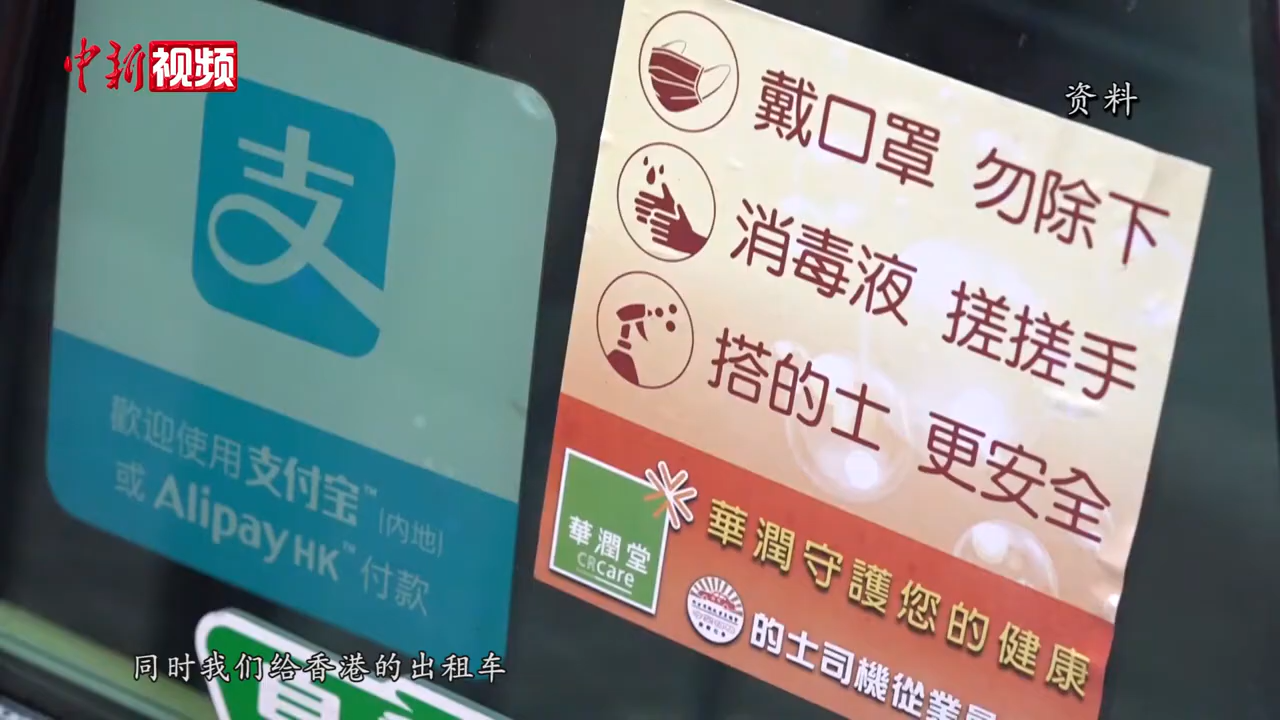 中新视频
资料
支
歡迎使用支付宝™ (內地)
或 AlipayHK™ 付款
戴口罩 勿除下
消毒液 搓搓手
搭的士 更安全
華潤堂
CRcare
華潤守護您的健康
的士司機從業員
同时我们给香港的出租车